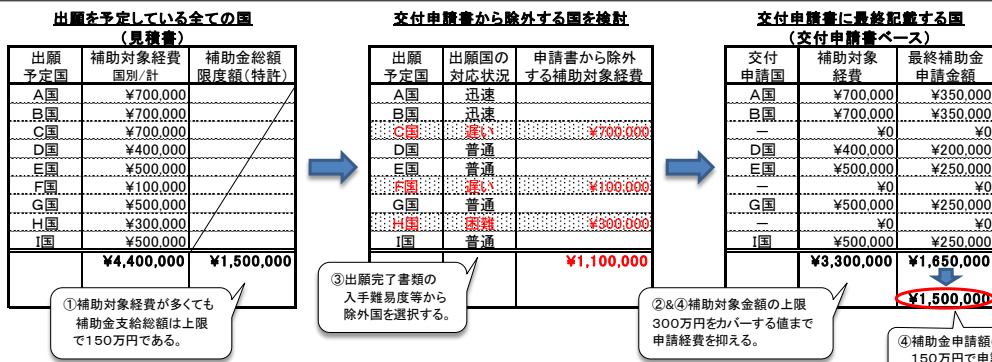 出願を予定している全ての国
（見積書）
出願
予定国
補助対象経費
国別/計
補助金総額
限度額（特許）
A国 ¥700,000
B国 ¥700,000
C国 ¥700,000
D国 ¥400,000
E国 ¥500,000
F国 ¥100,000
G国 ¥500,000
H国 ¥300,000
I国 ¥500,000
¥4,400,000 ¥1,500,000
①補助対象経費が多くても
補助金支給総額は上限
で150万円である。
交付申請書から除外する国を検討
出願
予定国
出願国の
対応状況
申請書から除外
する補助対象経費
A国 迅速
B国 迅速
C国 遅い ¥700,000
D国 普通
E国 普通
F国 遅い ¥100,000
G国 普通
H国 困難 ¥300,000
I国 普通
¥1,100,000
③出願完了書類の
入手難易度等から
除外国を選択する。
交付申請書に最終記載する国
（交付申請書ベース）
交付
申請国
補助対象
経費
最終補助金
申請金額
A国 ¥700,000 ¥350,000
B国 ¥700,000 ¥350,000
－ ¥0 ¥0
D国 ¥400,000 ¥200,000
E国 ¥500,000 ¥250,000
－ ¥0 ¥0
G国 ¥500,000 ¥250,000
－ ¥0 ¥0
I国 ¥500,000 ¥250,000
¥3,300,000 ¥1,650,000
¥1,500,000
②&④補助対象金額の上限
300万円をカバーする値まで
申請経費を抑える。
④補助金申請額
150万円で申